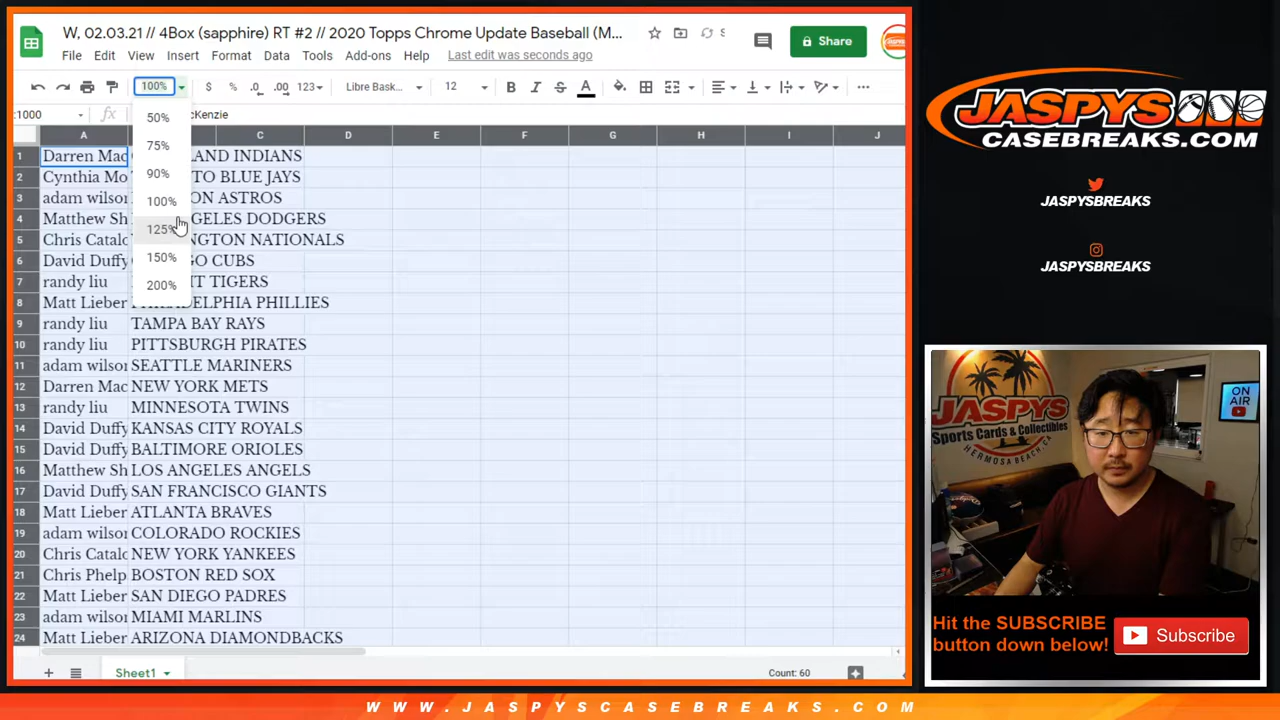 W, 02.03.21 // 4Box (sapphire) RT #2 // 2020 Topps Chrome Update Baseball (M...
File Edit View Insert Format Data Tools Add-ons Help Last edit was seconds ago
Share
100% $ % .0 .00 123 Libre Bask... 12 B I S A
:1000 fx cKenzie
50%
75%
90%
100%
125%
150%
200%
A C D E F G H I J
1 Darren Mac LAND INDIANS
2 Cynthia Mo TO BLUE JAYS
3 adam wilson ON ASTROS
4 Matthew Sh GELES DODGERS
5 Chris Catalo NGTON NATIONALS
6 David Duffy GO CUBS
7 randy liu T TIGERS
8 Matt Lieber PHILADELPHIA PHILLIES
9 randy liu TAMPA BAY RAYS
10 randy liu PITTSBURGH PIRATES
11 adam wilson SEATTLE MARINERS
12 Darren Mac NEW YORK METS
13 randy liu MINNESOTA TWINS
14 David Duffy KANSAS CITY ROYALS
15 David Duffy BALTIMORE ORIOLES
16 Matthew Sh LOS ANGELES ANGELS
17 David Duffy SAN FRANCISCO GIANTS
18 Matt Lieber ATLANTA BRAVES
19 adam wilson COLORADO ROCKIES
20 Chris Catalo NEW YORK YANKEES
21 Chris Phelp BOSTON RED SOX
22 Matt Lieber SAN DIEGO PADRES
23 adam wilson MIAMI MARLINS
24 Matt Lieber ARIZONA DIAMONDBACKS
Sheet1
Count: 60
JASPYS
CASEBREAKS.COM
JASPYSBREAKS
JASPYSBREAKS
JASPYS
Sports Cards & Collectibles
HERMOSA BEACH, CA
ON
AIR
Hit the SUBSCRIBE
button down below!
Subscribe
WWW.JASPYSCASEBREAKS.COM